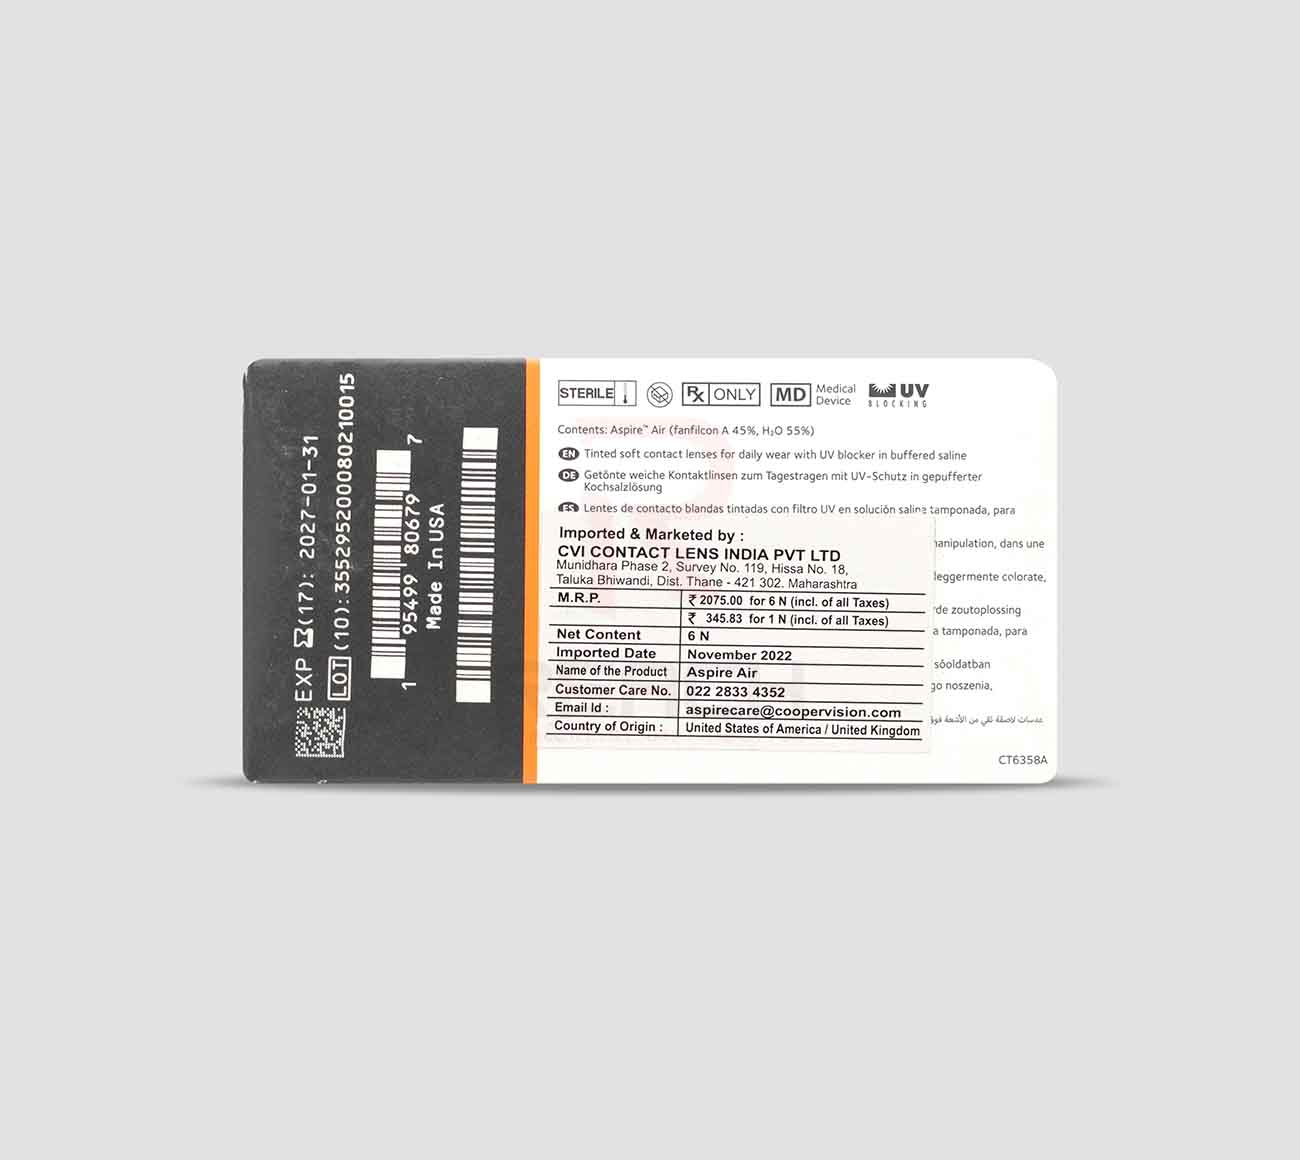 EXP (17): 2027-01-31
LOT (10): 355295200080210015
1 95499 80679 7
Made In USA
STERILE
Rx ONLY
MD Medical
Device
UV
BLOCKING
Contents: Aspire™ Air (fanfilcon A 45%, H₂O 55%)
EN Tinted soft contact lenses for daily wear with UV blocker in buffered saline
DE Getönte weiche Kontaktlinsen zum Tagestragen mit UV-Schutz in gepufferter
Kochsalzlösung
ES Lentes de contacto blandas tintadas con filtro UV en solución salina tamponada, para
manipulation, dans une
leggermente colorate,
rde zoutoplossing
a tamponada, para
sóoldatban
go noszenia,
عدسات لاصقة تقي من الأشعة فوق
CT6358A
Imported & Marketed by :
CVI CONTACT LENS INDIA PVT LTD
Munidhara Phase 2, Survey No. 119, Hissa No. 18,
Taluka Bhiwandi, Dist. Thane - 421 302. Maharashtra
M.R.P. ₹ 2075.00 for 6 N (incl. of all Taxes)
₹ 345.83 for 1 N (incl. of all Taxes)
Net Content 6 N
Imported Date November 2022
Name of the Product Aspire Air
Customer Care No. 022 2833 4352
Email Id : aspirecare@coopervision.com
Country of Origin : United States of America / United Kingdom